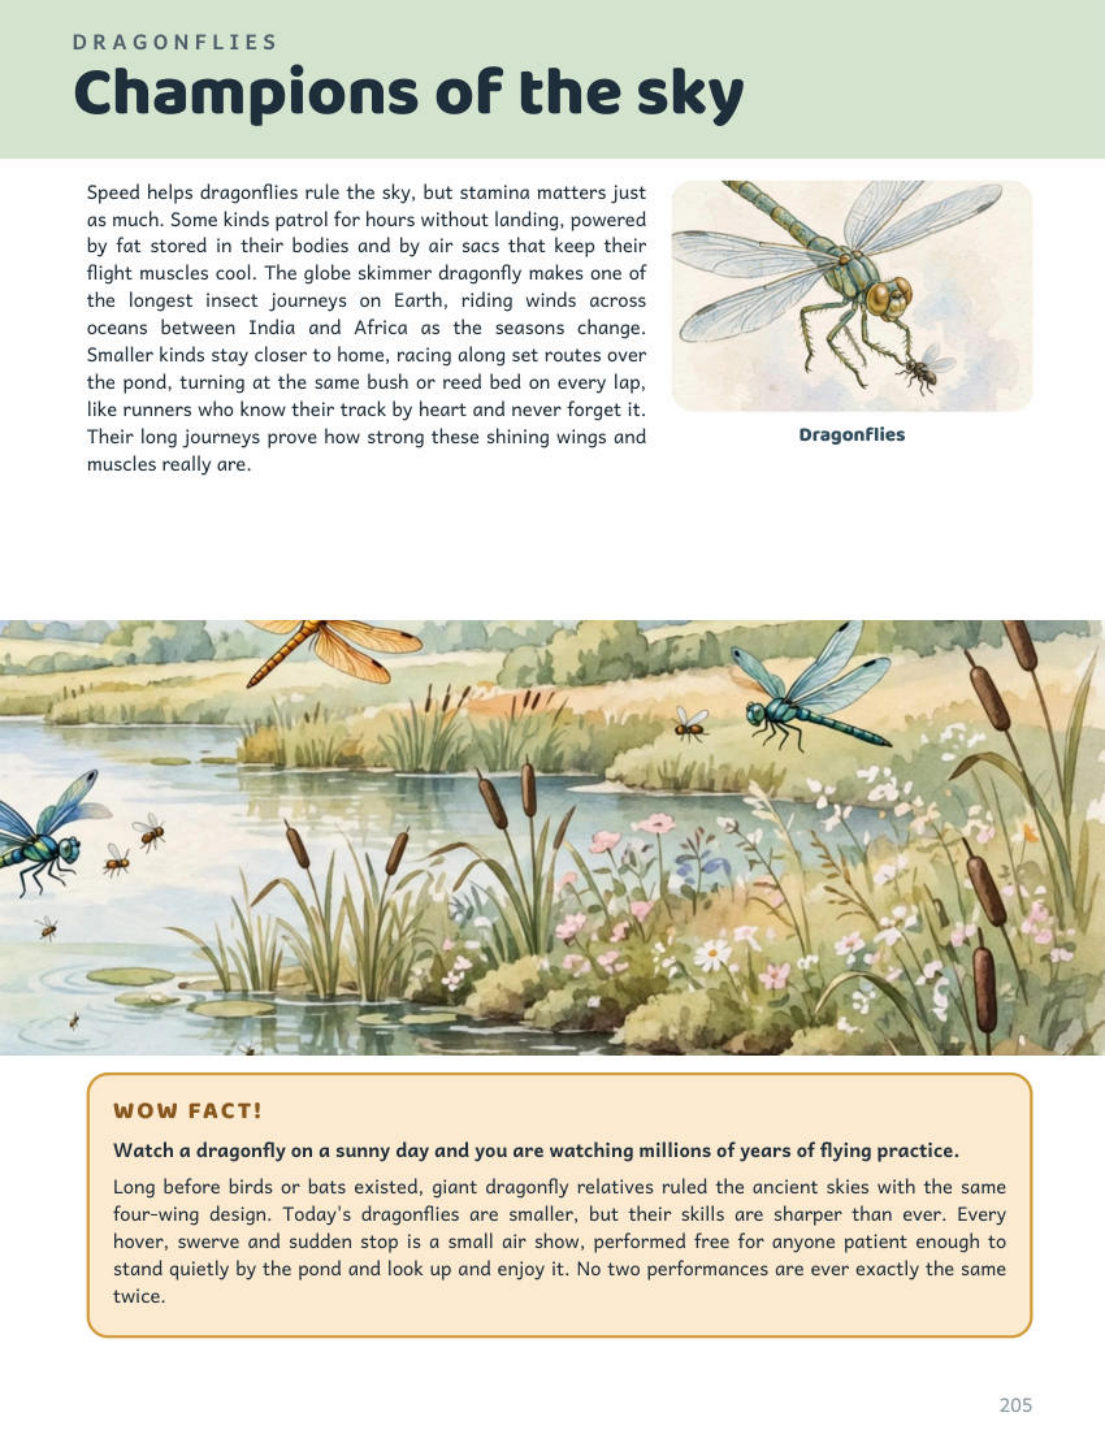 DRAGONFLIES
Champions of the sky
Speed helps dragonflies rule the sky, but stamina matters just
as much. Some kinds patrol for hours without landing, powered
by fat stored in their bodies and by air sacs that keep their
flight muscles cool. The globe skimmer dragonfly makes one of
the longest insect journeys on Earth, riding winds across
oceans between India and Africa as the seasons change.
Smaller kinds stay closer to home, racing along set routes over
the pond, turning at the same bush or reed bed on every lap,
like runners who know their track by heart and never forget it.
Their long journeys prove how strong these shining wings and
muscles really are.
Dragonflies
WOW FACT!
Watch a dragonfly on a sunny day and you are watching millions of years of flying practice.
Long before birds or bats existed, giant dragonfly relatives ruled the ancient skies with the same
four-wing design. Today's dragonflies are smaller, but their skills are sharper than ever. Every
hover, swerve and sudden stop is a small air show, performed free for anyone patient enough to
stand quietly by the pond and look up and enjoy it. No two performances are ever exactly the same
twice.
205